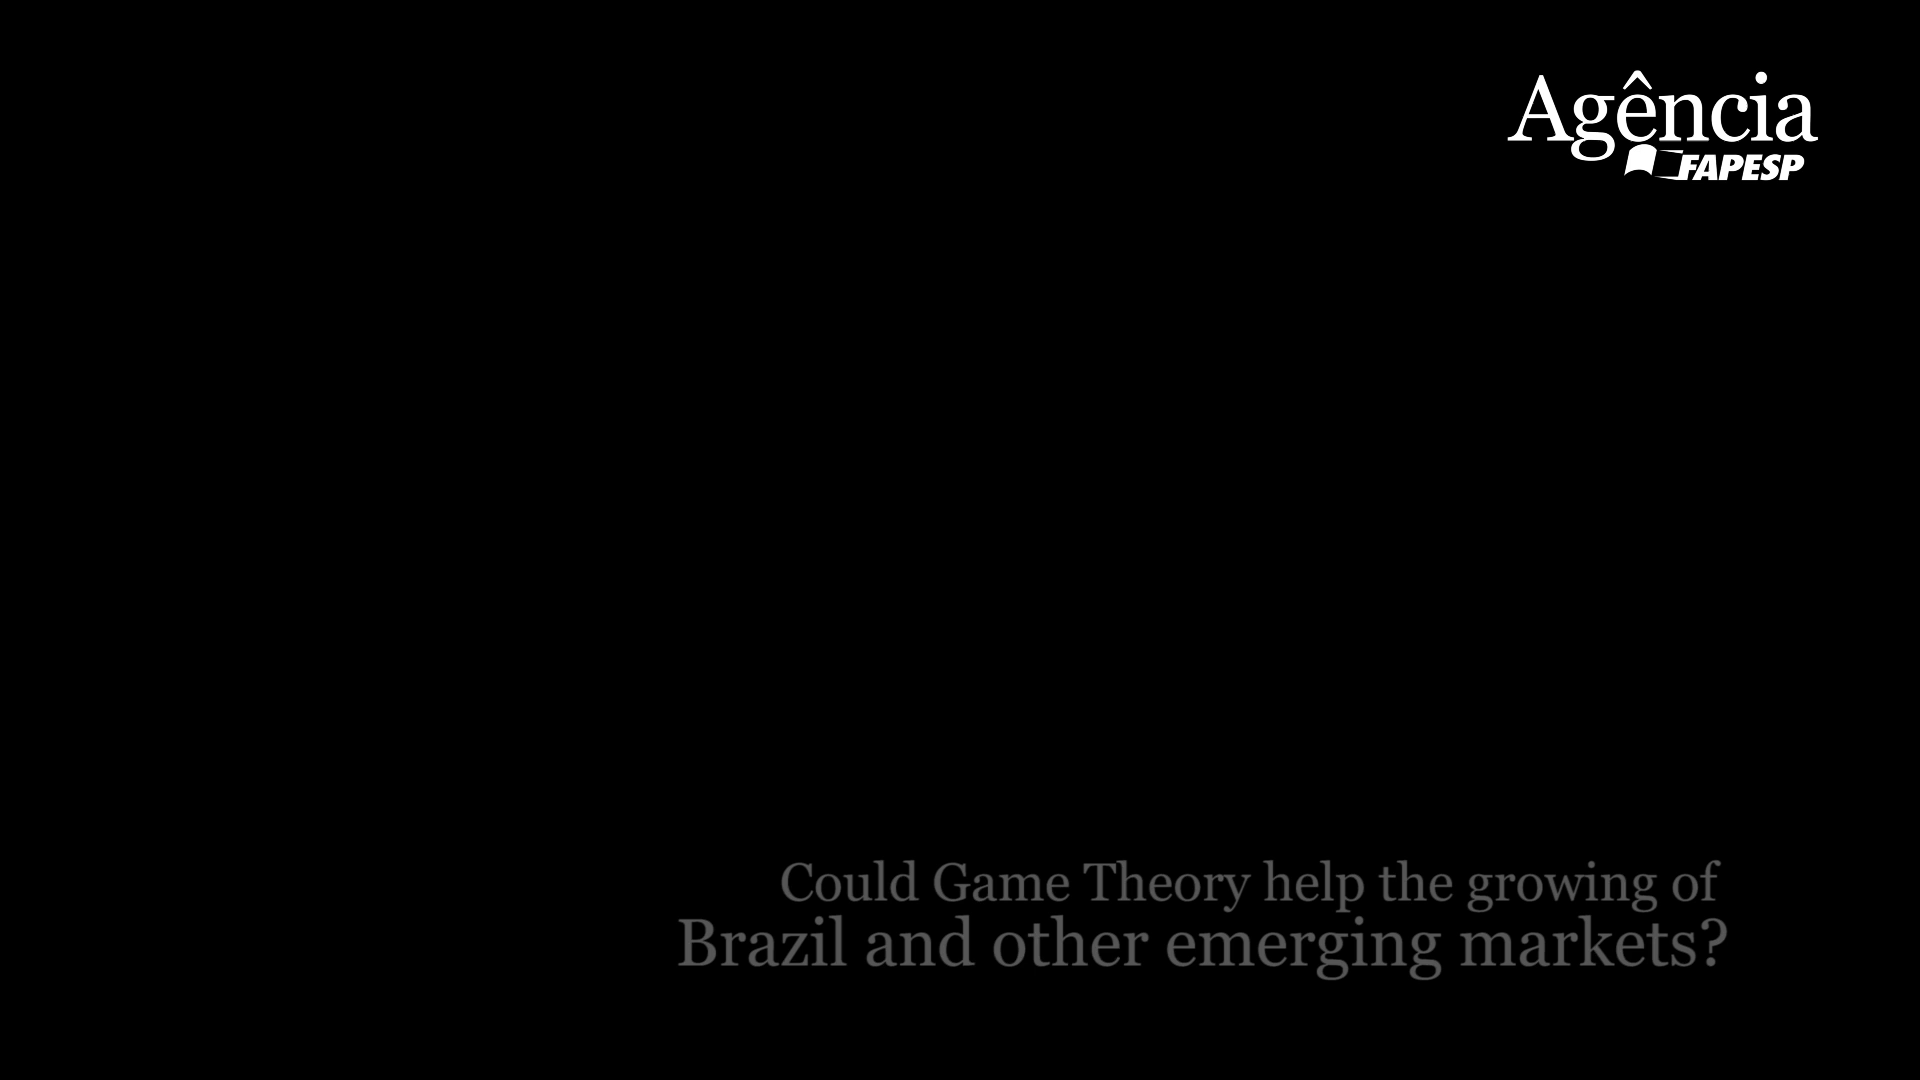 Agência
FAPESP
Could Game Theory help the growing of
Brazil and other emerging markets?